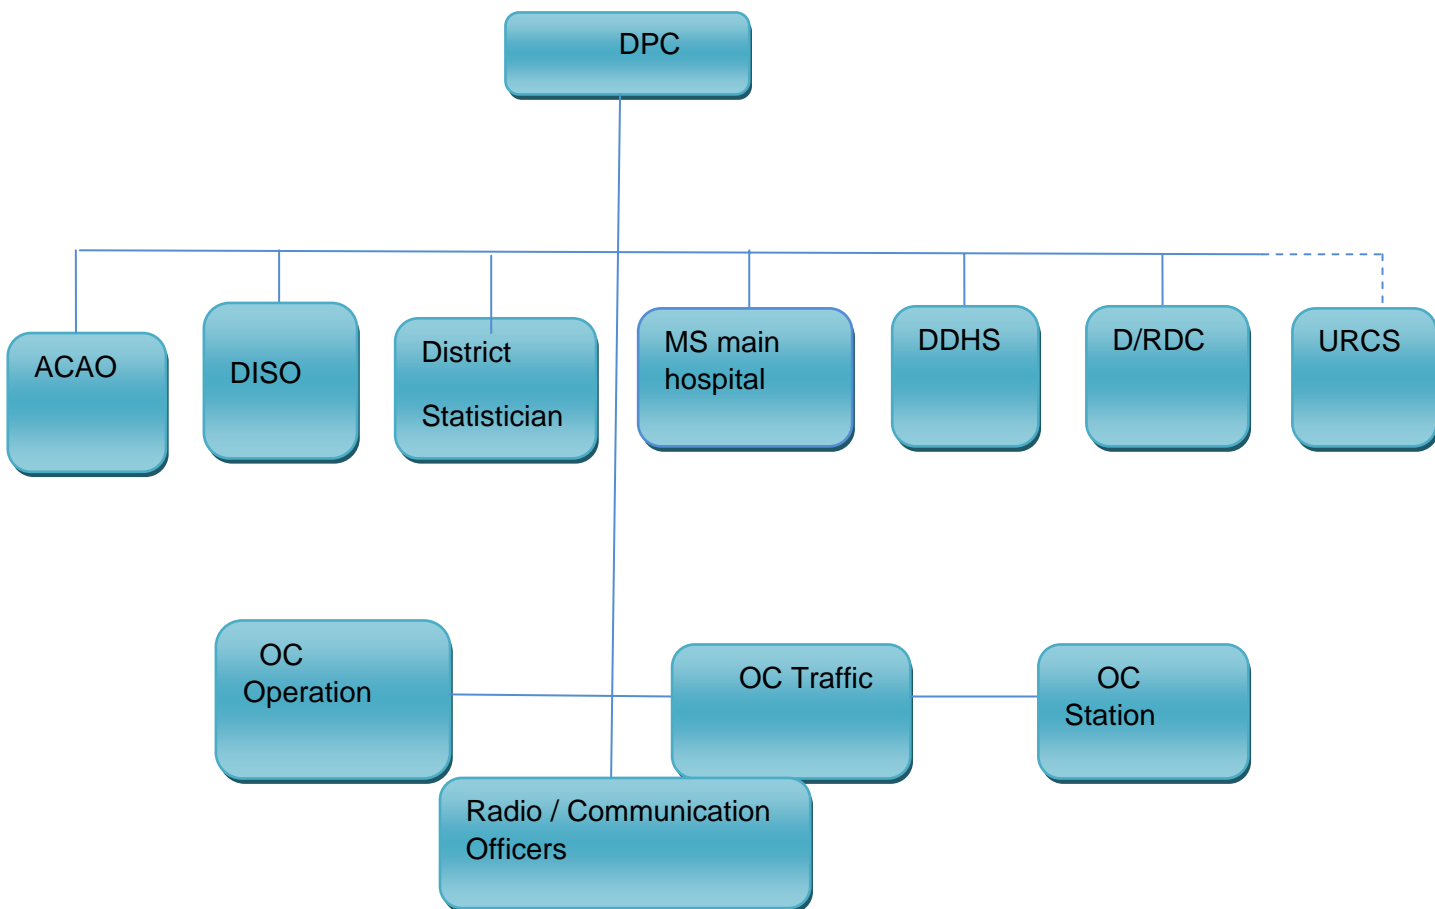 DPC
ACAO
DISO
District
Statistician
MS main
hospital
DDHS
D/RDC
URCS
OC
Operation
OC Traffic
OC
Station
Radio / Communication
Officers